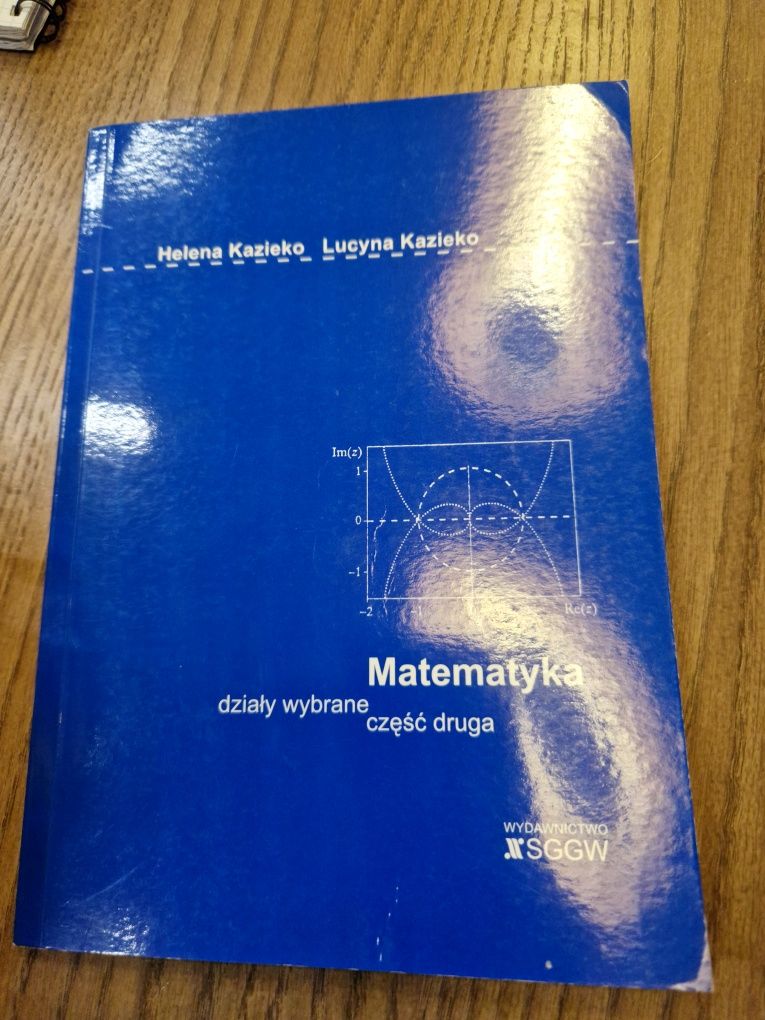 Helena Kazieko Lucyna Kazieko
Im(z)
1
0
-1
-2 -1
Re(z)
Matematyka
działy wybrane
część druga
WYDAWNICTWO
SGGW